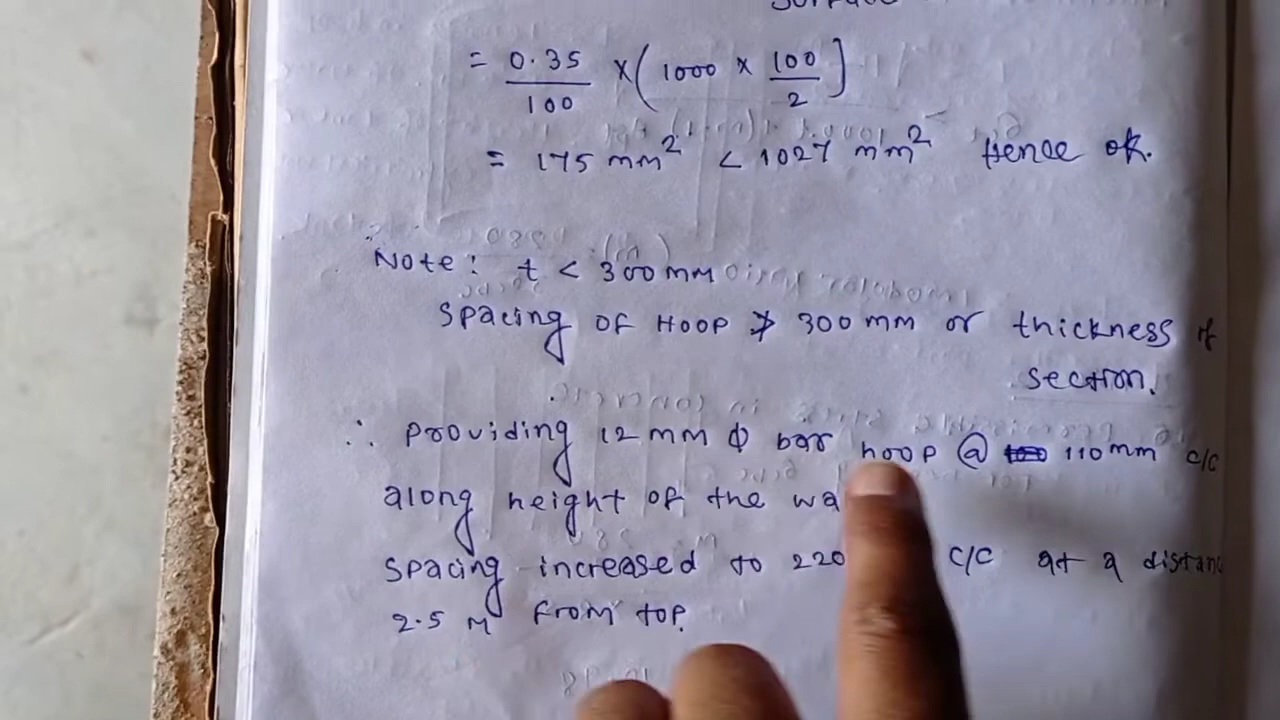 = 0.35/100 × (1000 × 100/2)
= 175 mm² < 1027 mm² Hence ok.
Note: t < 300 mm
spacing of Hoop ≯ 300 mm or thickness of
section.
∴ Providing 12 mm ϕ bar hoop @ 110 mm c/c
along height of the wa
spacing increased to 220 c/c at a distanc
2.5 M from top.